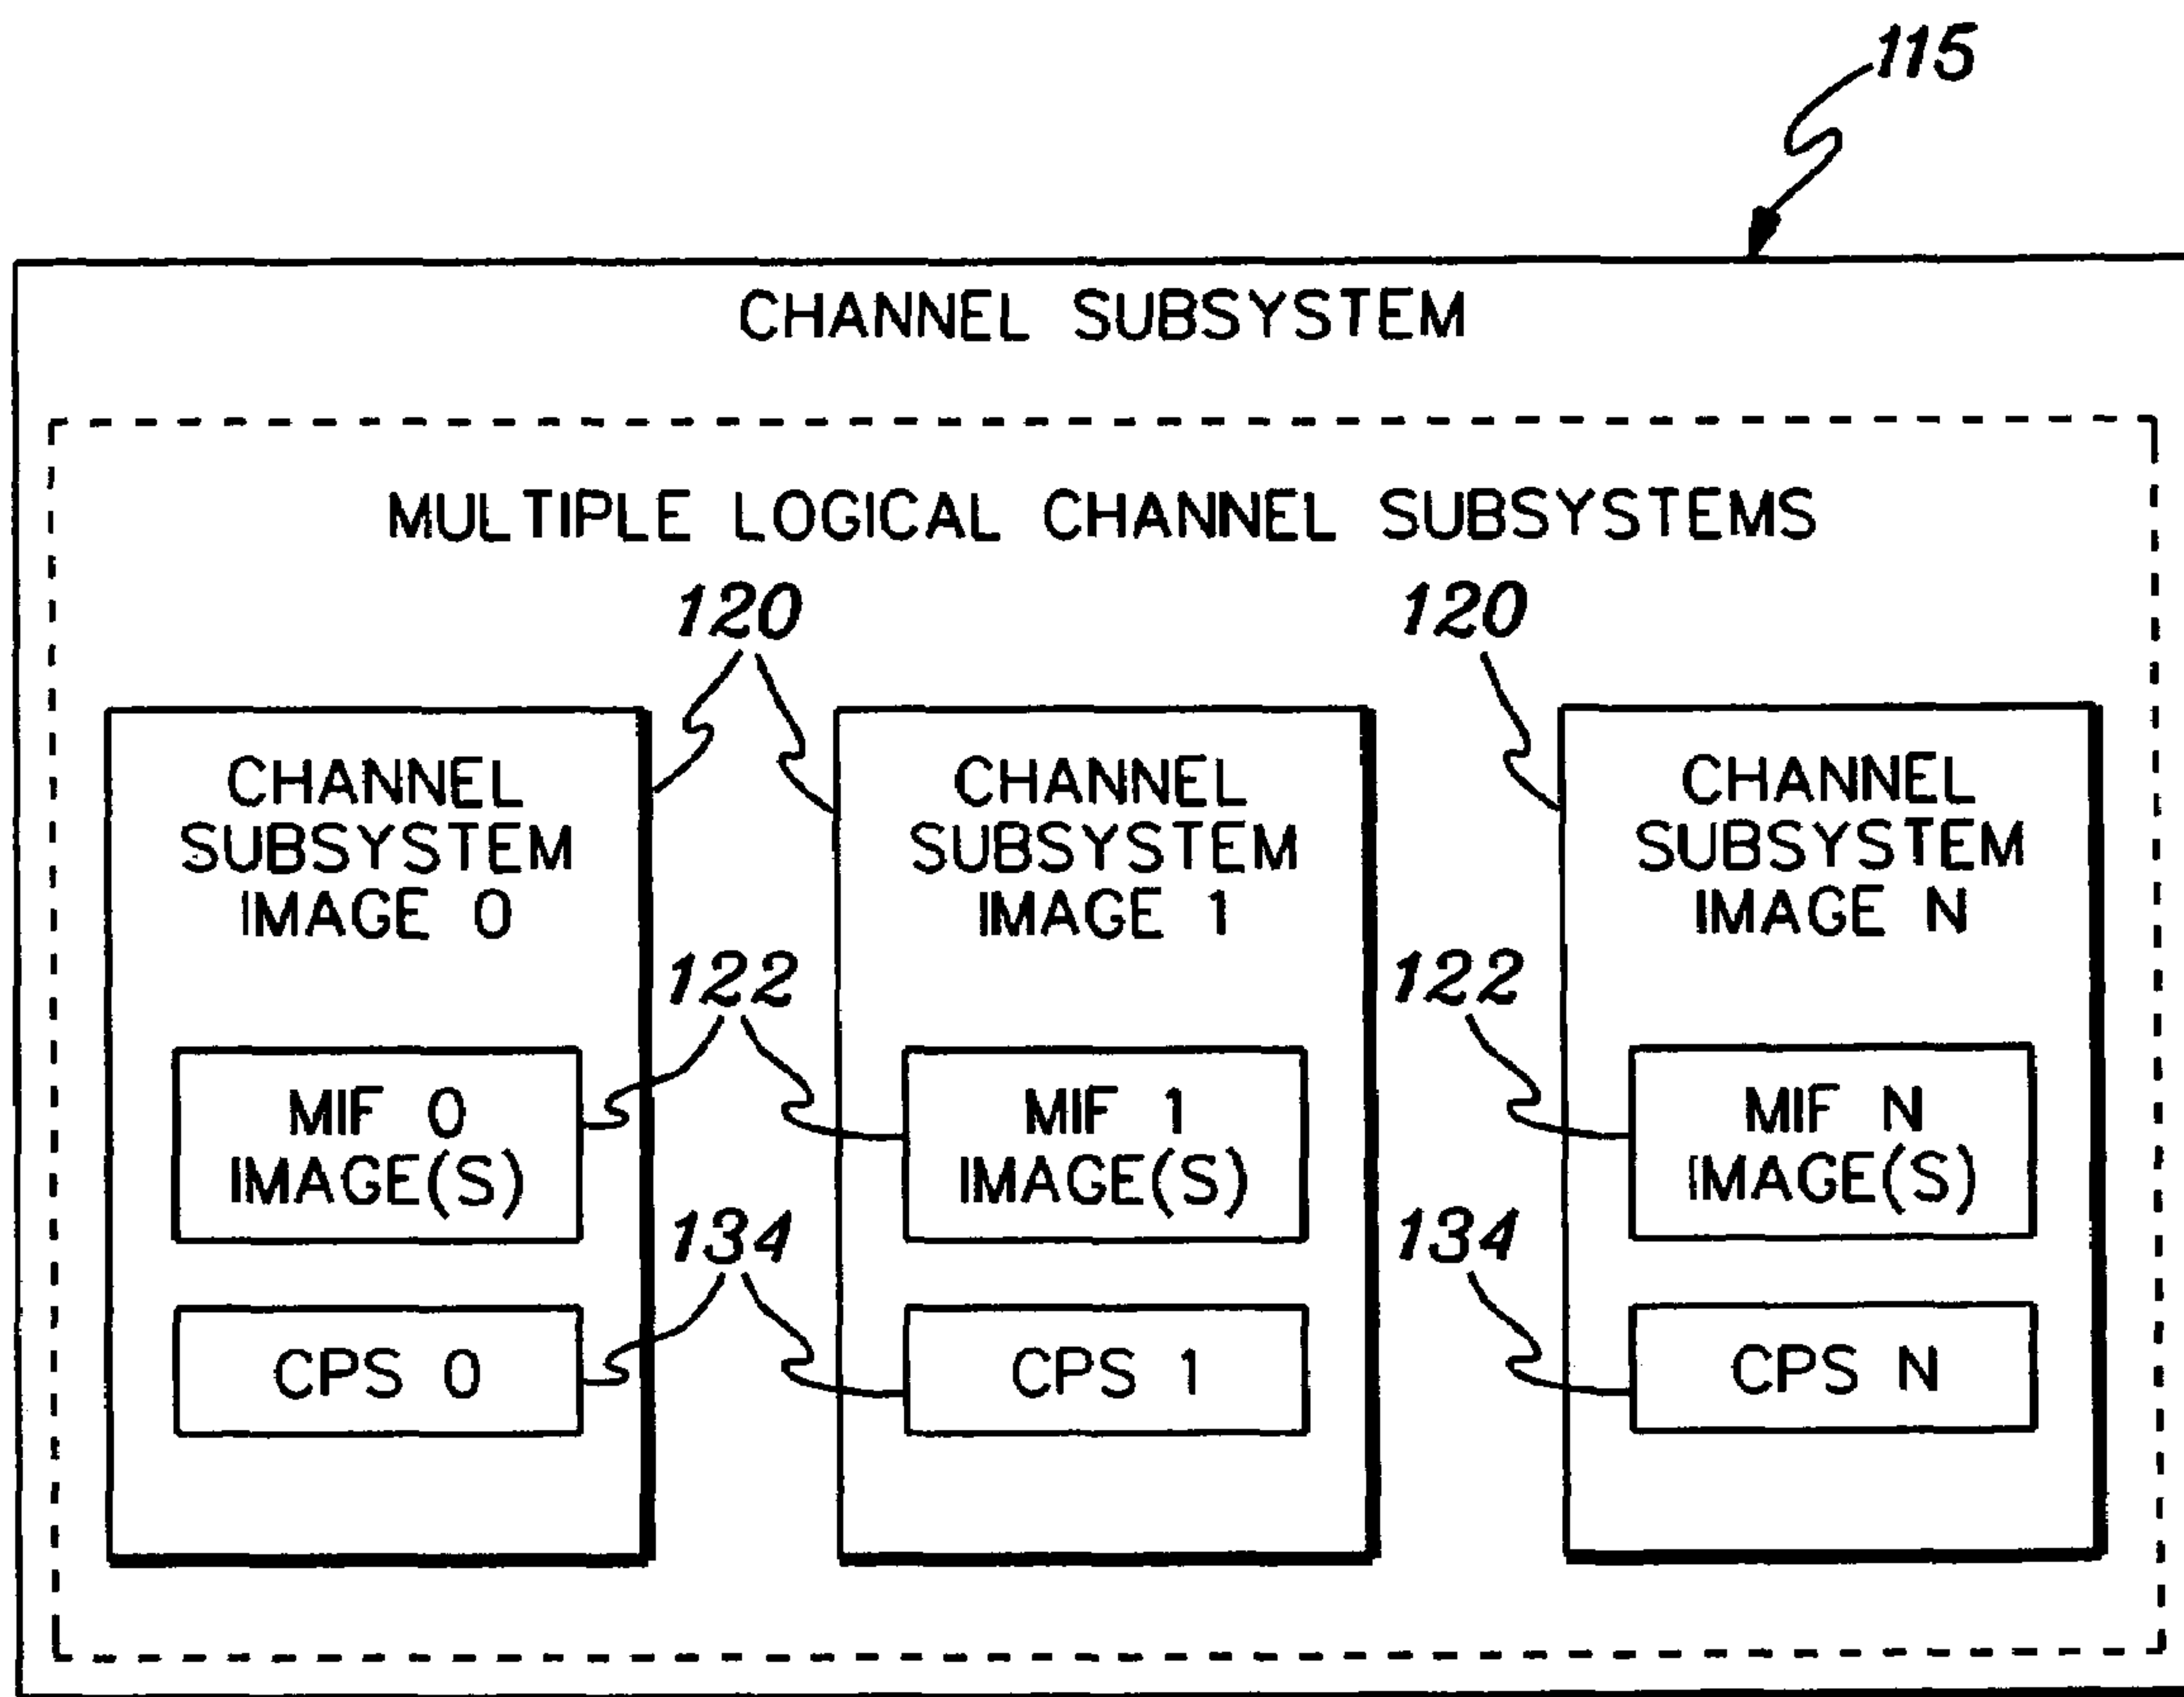 115
CHANNEL SUBSYSTEM
MULTIPLE LOGICAL CHANNEL SUBSYSTEMS
120
120
CHANNEL
SUBSYSTEM
IMAGE 0
CHANNEL
SUBSYSTEM
IMAGE 1
CHANNEL
SUBSYSTEM
IMAGE N
122
122
MIF 0
IMAGE(S)
MIF 1
IMAGE(S)
MIF N
IMAGE(S)
134
134
CPS 0
CPS 1
CPS N